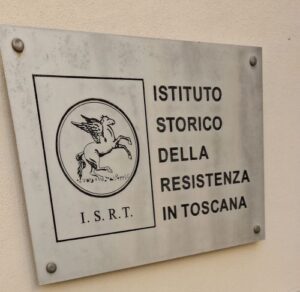 ISTITUTO
STORICO
DELLA
RESISTENZA
IN TOSCANA
I. S. R. T.